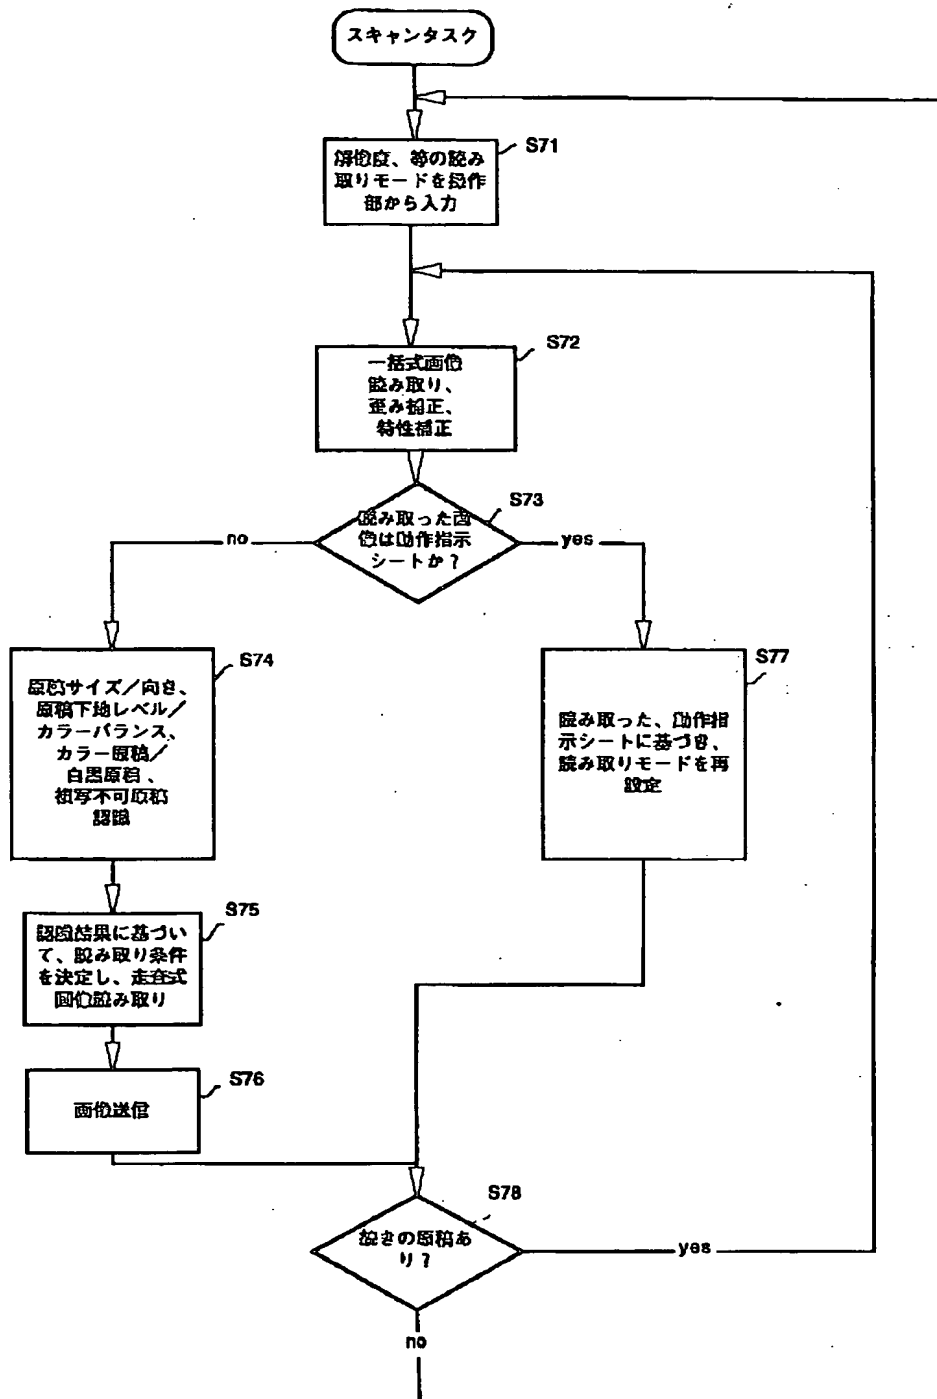 スキャンタスク
S71
解像度、等の読み
取りモードを操作
部から入力
S72
一括式画像
読み取り、
歪み補正、
特性補正
S73
読み取った画
像は動作指示
シートか？
no
yes
S74
原稿サイズ／向き、
原稿下地レベル／
カラーバランス、
カラー原稿／
白黒原稿、
複写不可原稿
認識
S77
読み取った、動作指
示シートに基づき、
読み取りモードを再
設定
S75
認識結果に基づい
て、読み取り条件
を決定し、走査式
画像読み取り
S76
画像送信
S78
続きの原稿あ
り？
yes
no